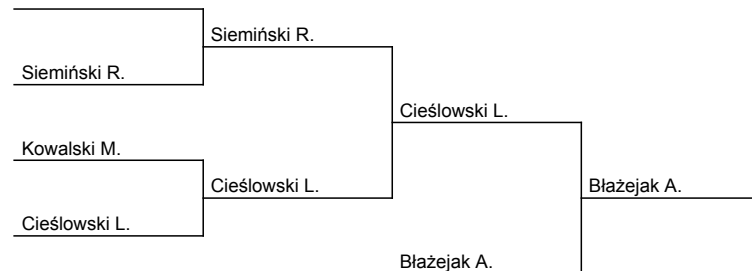 Siemiński R.
Siemiński R.
Cieślowski L.
Kowalski M.
Cieślowski L.
Błażejak A.
Cieślowski L.
Błażejak A.